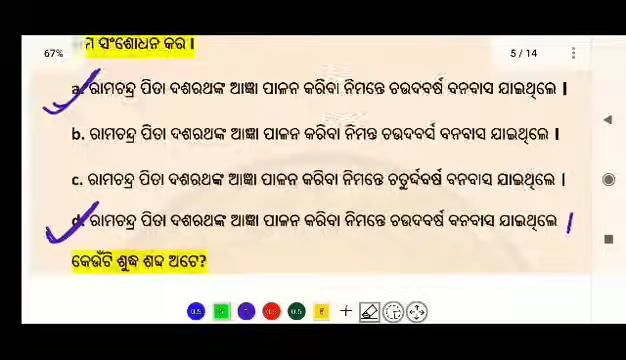 ମ ସଂଶୋଧନ କର ।
67%
5 / 14
a. ରାମଚନ୍ଦ୍ର ପିତା ଦଶରଥଙ୍କ ଆଜ୍ଞା ପାଳନ କରିବା ନିମନ୍ତେ ଚଉଦବର୍ଷ ବନବାସ ଯାଇଥିଲେ ।
b. ରାମଚନ୍ଦ୍ର ପିତା ଦଶରଥଙ୍କ ଆଜ୍ଞା ପାଳନ କରିବା ନିମନ୍ତ ଚଉଦବର୍ସ ବନବାସ ଯାଇଥିଲେ ।
c. ରାମଚନ୍ଦ୍ର ପିତା ଦଶରଥଙ୍କ ଆଜ୍ଞା ପାଳନ କରିବା ନିମନ୍ତେ ଚତୁର୍ଦ୍ଦବର୍ଷ ବନବାସ ଯାଇଥିଲେ ।
d. ରାମଚନ୍ଦ୍ର ପିତା ଦଶରଥଙ୍କ ଆଜ୍ଞା ପାଳନ କରିବା ନିମନ୍ତେ ଚଉଦବର୍ଷ ବନବାସ ଯାଇଥିଲେ ।
କେଉଁଟି ଶୁଦ୍ଧ ଶବ୍ଦ ଅଟେ?